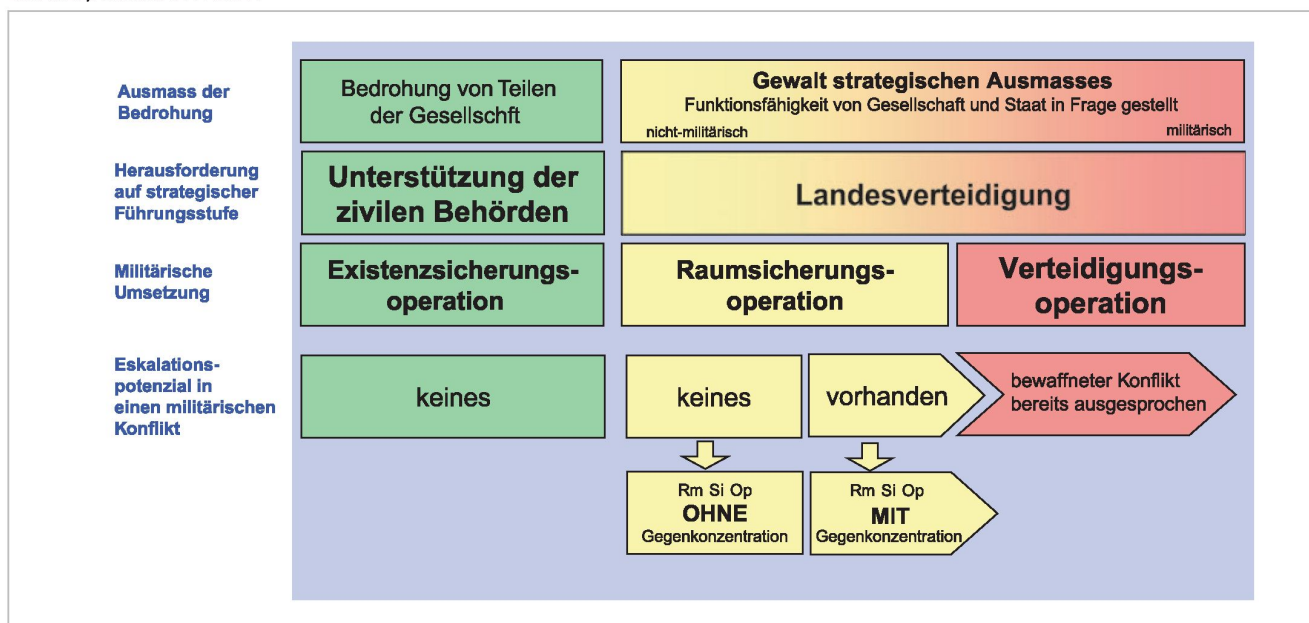 Ausmass der
Bedrohung
Bedrohung von Teilen
der Gesellschft
Gewalt strategischen Ausmasses
Funktionsfähigkeit von Gesellschaft und Staat in Frage gestellt
nicht-militärisch
militärisch
Herausforderung
auf strategischer
Führungsstufe
Unterstützung der
zivilen Behörden
Landesverteidigung
Militärische
Umsetzung
Existenzsicherungs-
operation
Raumsicherungs-
operation
Verteidigungs-
operation
Eskalations-
potenzial in
einen militärischen
Konflikt
keines
keines
vorhanden
bewaffneter Konflikt
bereits ausgesprochen
Rm Si Op
OHNE
Gegenkonzentration
Rm Si Op
MIT
Gegenkonzentration